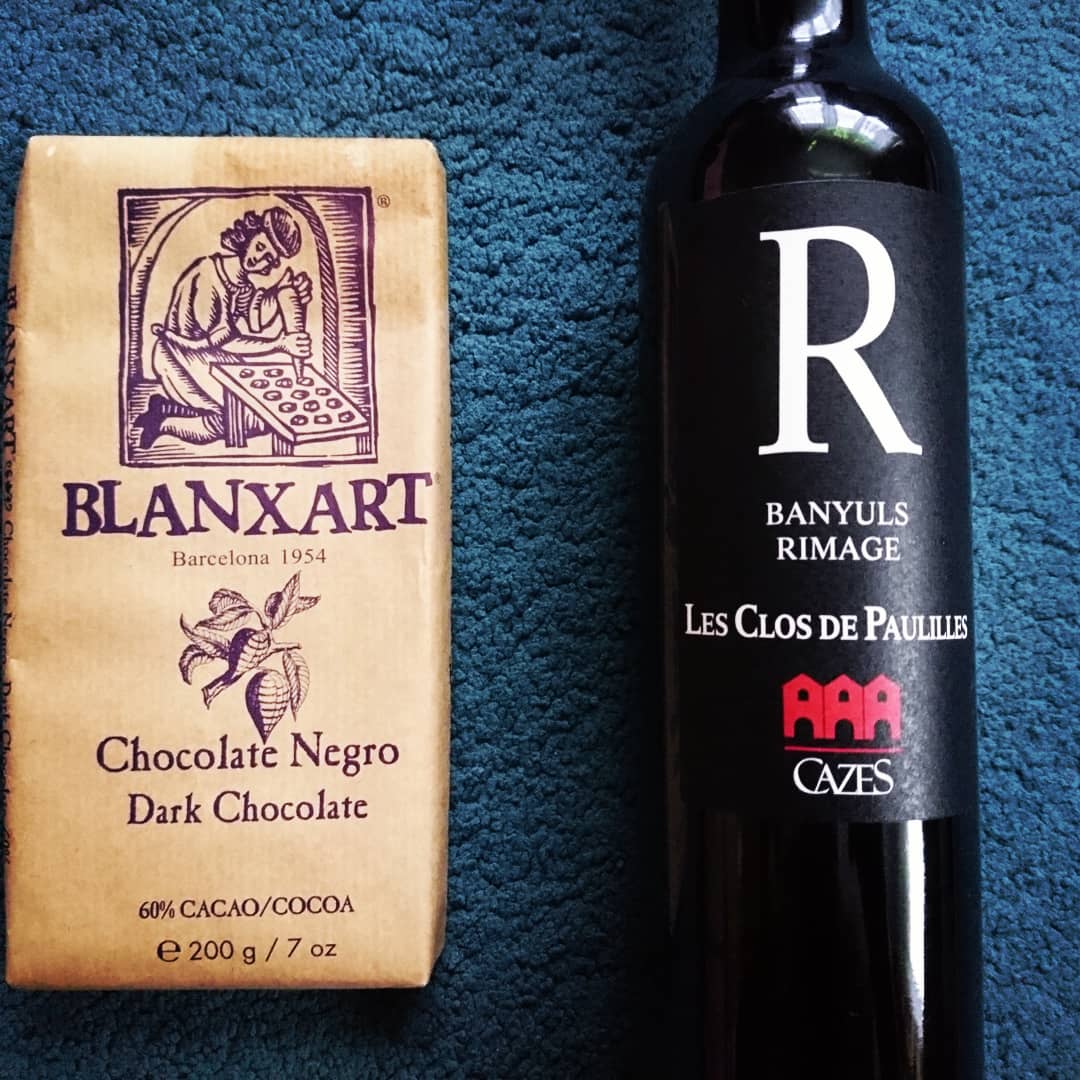 ®
BLANXART®
Barcelona 1954
Chocolate Negro
Dark Chocolate
60% CACAO/COCOA
℮ 200 g / 7 oz
BLANXART
R
BANYULS
RIMAGE
LES CLOS DE PAULILLES
CAZES